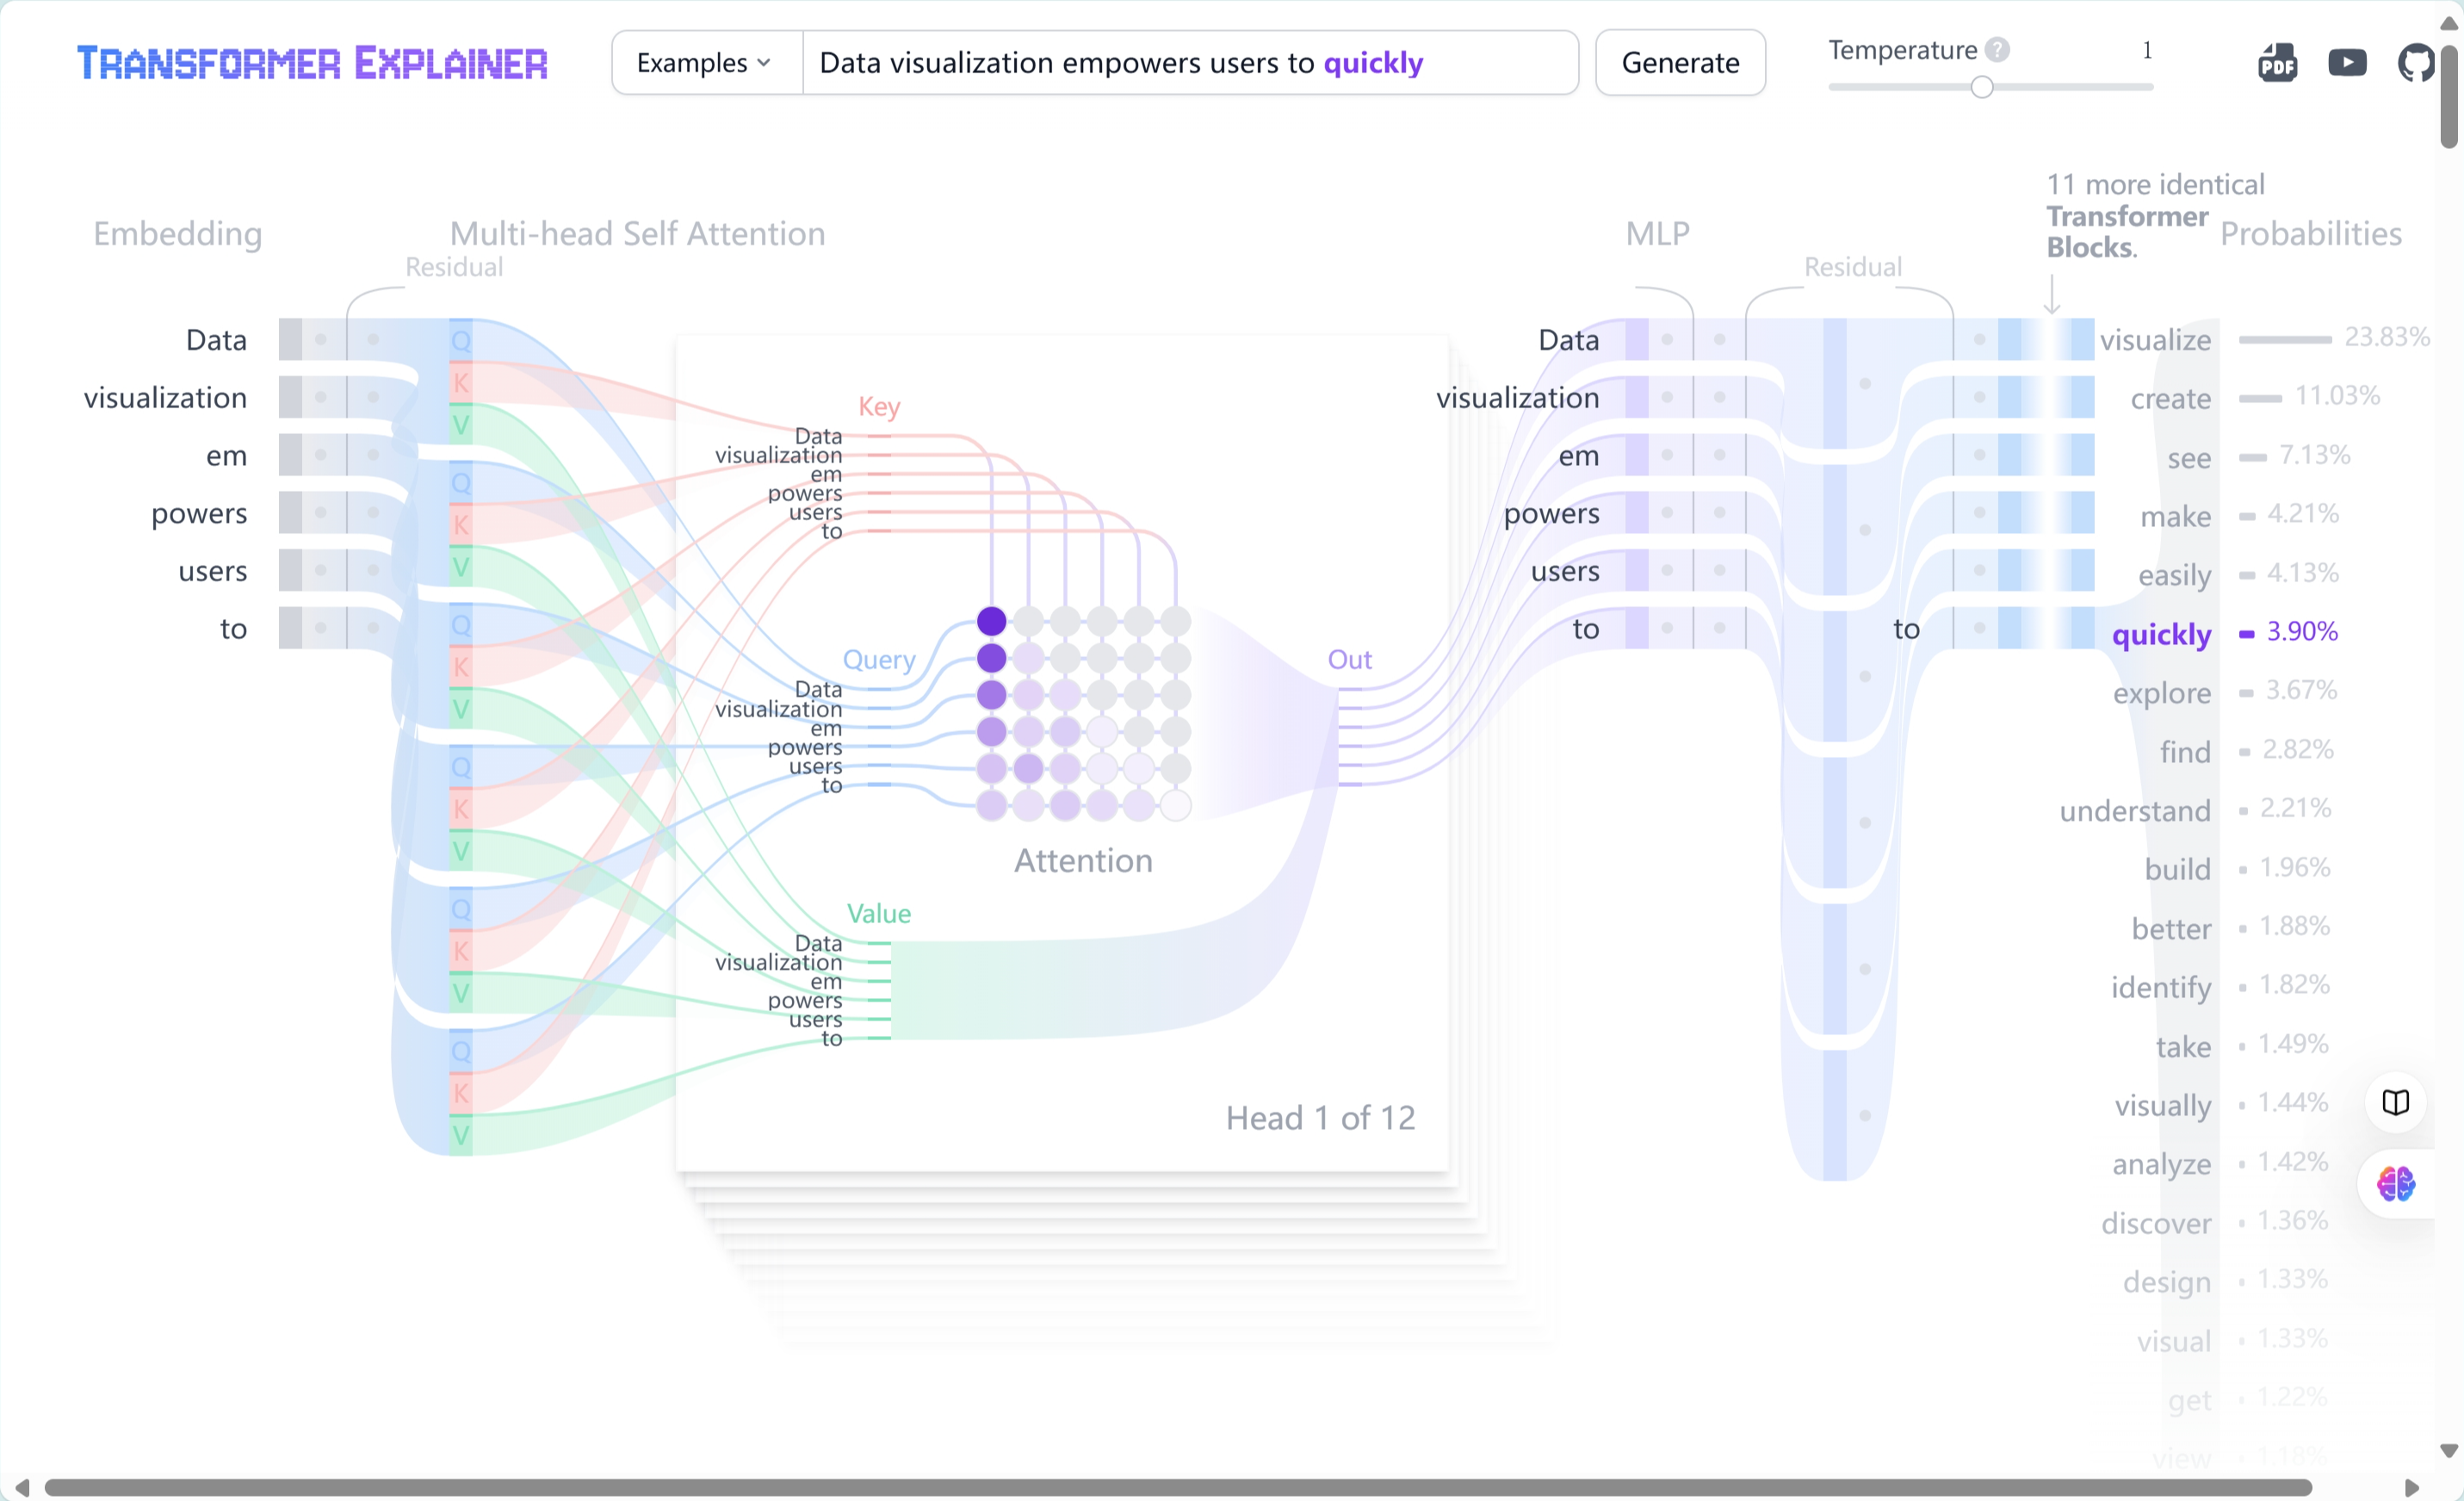 TRANSFORMER EXPLAINER
Examples
Data visualization empowers users to quickly
Generate
Temperature ?
1
PDF
Embedding
Multi-head Self Attention
Residual
MLP
Residual
11 more identical
Transformer
Blocks.
Probabilities
Data
visualization
em
powers
users
to
Q
K
V
Q
K
V
Q
K
V
Q
K
V
Q
K
V
Q
K
V
Key
Data
visualization
em
powers
users
to
Query
Data
visualization
em
powers
users
to
Attention
Value
Data
visualization
em
powers
users
to
Out
Head 1 of 12
Data
visualization
em
powers
users
to
to
visualize 23.83%
create 11.03%
see 7.13%
make 4.21%
easily 4.13%
quickly 3.90%
explore 3.67%
find 2.82%
understand 2.21%
build 1.96%
better 1.88%
identify 1.82%
take 1.49%
visually 1.44%
analyze 1.42%
discover 1.36%
design 1.33%
visual 1.33%
get 1.22%
view 1.18%